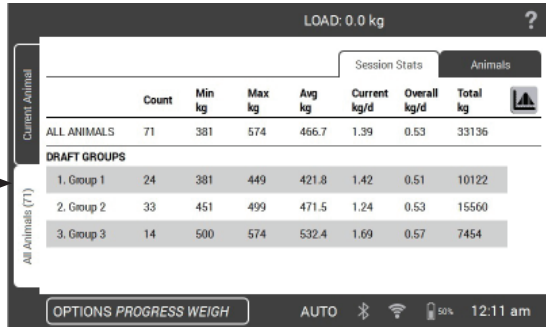 LOAD: 0.0 kg ?
Session Stats Animals
Current Animal
Count Min kg Max kg Avg kg Current kg/d Overall kg/d Total kg
ALL ANIMALS 71 381 574 466.7 1.39 0.53 33136
DRAFT GROUPS
1. Group 1 24 381 449 421.8 1.42 0.51 10122
2. Group 2 33 451 499 471.5 1.24 0.53 15560
3. Group 3 14 500 574 532.4 1.69 0.57 7454
All Animals (71)
OPTIONS PROGRESS WEIGH AUTO 50% 12:11 am